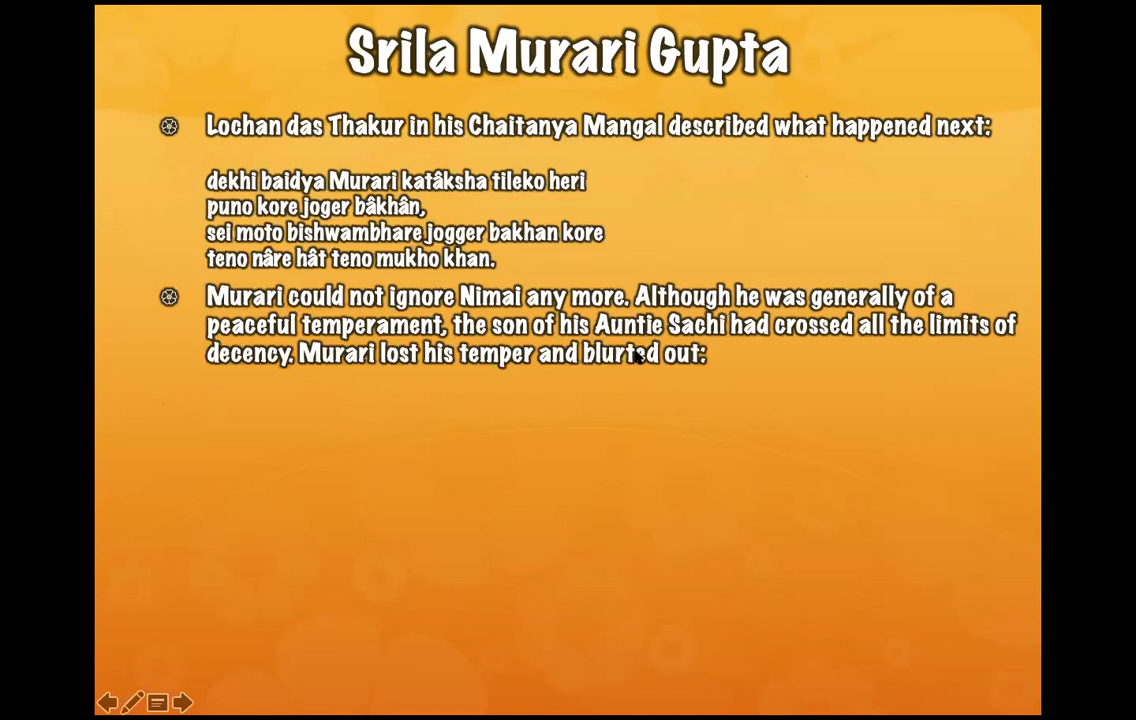 Srila Murari Gupta
Lochan das Thakur in his Chaitanya Mangal described what happened next:
dekhi baidya Murari katâksha tileko heri
puno kore joger bâkhân,
sei moto bishwambhare jogger bakhan kore
teno nâre hât teno mukho khan.
Murari could not ignore Nimai any more. Although he was generally of a
peaceful temperament, the son of his Auntie Sachi had crossed all the limits of
decency. Murari lost his temper and blurted out: